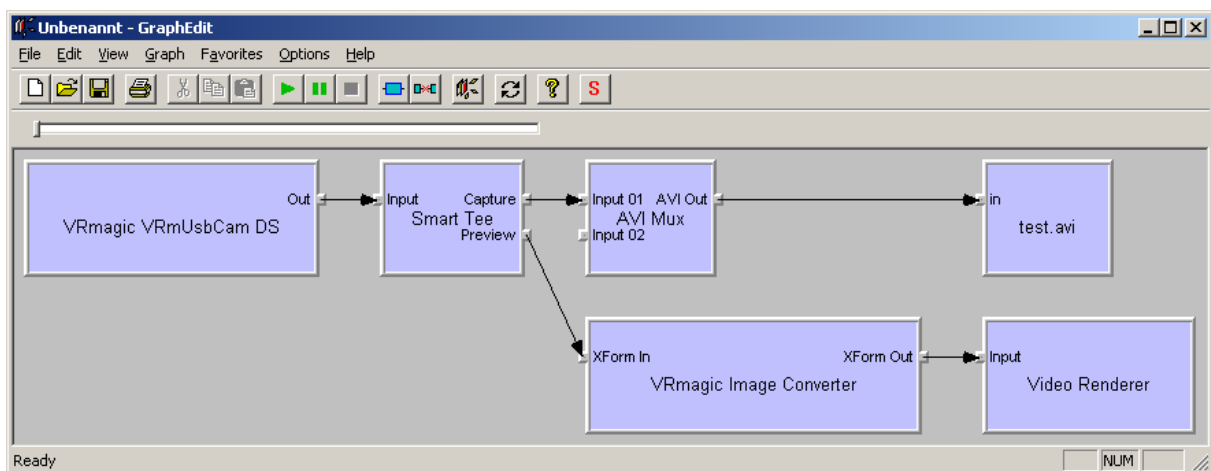 Unbenannt - GraphEdit
File Edit View Graph Favorites Options Help
S
Out
VRmagic VRmUsbCam DS
Input Capture
Smart Tee
Preview
Input 01 AVI Out
AVI Mux
Input 02
in
test.avi
XForm In XForm Out
VRmagic Image Converter
Input
Video Renderer
Ready NUM